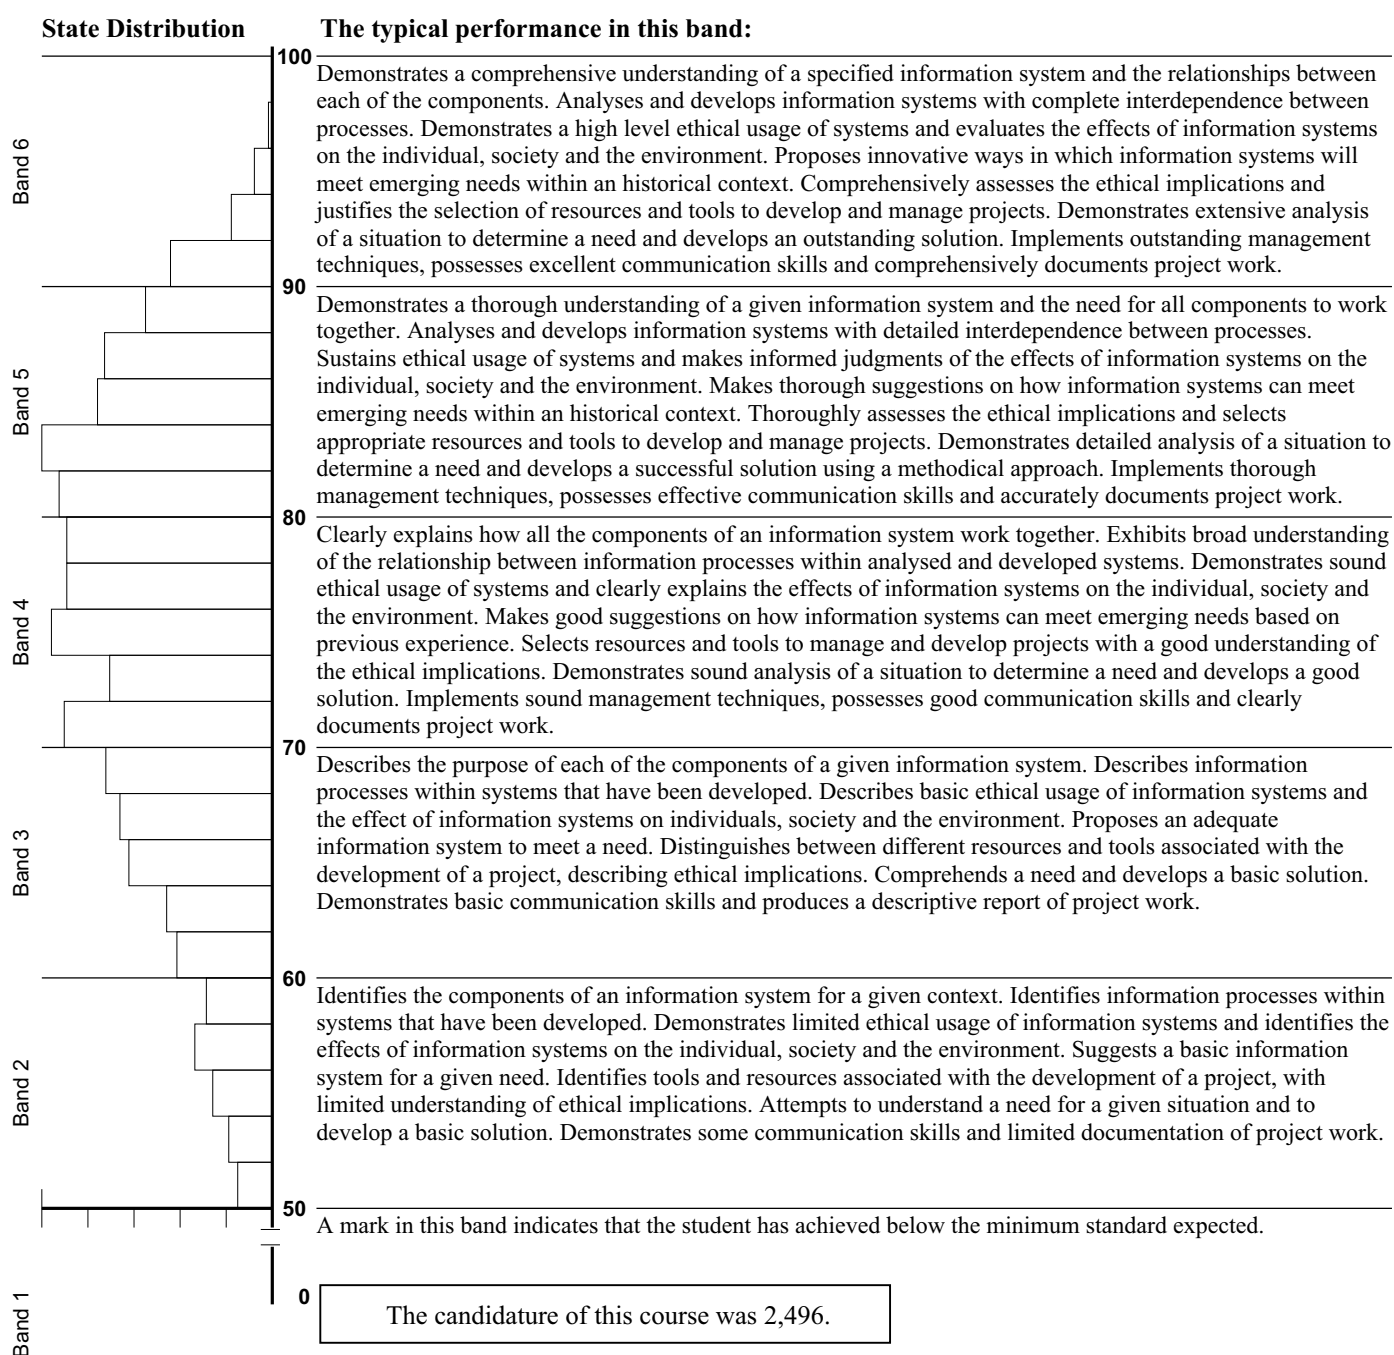 State Distribution
The typical performance in this band:
100
Demonstrates a comprehensive understanding of a specified information system and the relationships between
each of the components. Analyses and develops information systems with complete interdependence between
processes. Demonstrates a high level ethical usage of systems and evaluates the effects of information systems
on the individual, society and the environment. Proposes innovative ways in which information systems will
meet emerging needs within an historical context. Comprehensively assesses the ethical implications and
justifies the selection of resources and tools to develop and manage projects. Demonstrates extensive analysis
of a situation to determine a need and develops an outstanding solution. Implements outstanding management
techniques, possesses excellent communication skills and comprehensively documents project work.
Band 6
90
Demonstrates a thorough understanding of a given information system and the need for all components to work
together. Analyses and develops information systems with detailed interdependence between processes.
Sustains ethical usage of systems and makes informed judgments of the effects of information systems on the
individual, society and the environment. Makes thorough suggestions on how information systems can meet
emerging needs within an historical context. Thoroughly assesses the ethical implications and selects
appropriate resources and tools to develop and manage projects. Demonstrates detailed analysis of a situation to
determine a need and develops a successful solution using a methodical approach. Implements thorough
management techniques, possesses effective communication skills and accurately documents project work.
Band 5
80
Clearly explains how all the components of an information system work together. Exhibits broad understanding
of the relationship between information processes within analysed and developed systems. Demonstrates sound
ethical usage of systems and clearly explains the effects of information systems on the individual, society and
the environment. Makes good suggestions on how information systems can meet emerging needs based on
previous experience. Selects resources and tools to manage and develop projects with a good understanding of
the ethical implications. Demonstrates sound analysis of a situation to determine a need and develops a good
solution. Implements sound management techniques, possesses good communication skills and clearly
documents project work.
Band 4
70
Describes the purpose of each of the components of a given information system. Describes information
processes within systems that have been developed. Describes basic ethical usage of information systems and
the effect of information systems on individuals, society and the environment. Proposes an adequate
information system to meet a need. Distinguishes between different resources and tools associated with the
development of a project, describing ethical implications. Comprehends a need and develops a basic solution.
Demonstrates basic communication skills and produces a descriptive report of project work.
Band 3
60
Identifies the components of an information system for a given context. Identifies information processes within
systems that have been developed. Demonstrates limited ethical usage of information systems and identifies the
effects of information systems on the individual, society and the environment. Suggests a basic information
system for a given need. Identifies tools and resources associated with the development of a project, with
limited understanding of ethical implications. Attempts to understand a need for a given situation and to
develop a basic solution. Demonstrates some communication skills and limited documentation of project work.
Band 2
50
A mark in this band indicates that the student has achieved below the minimum standard expected.
0
Band 1
The candidature of this course was 2,496.